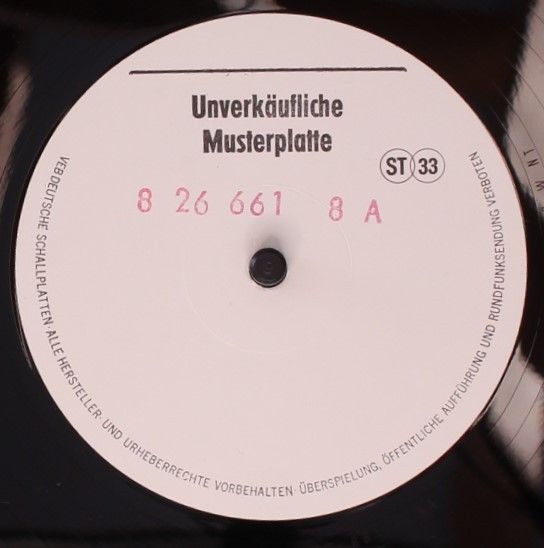 Unverkäufliche
Musterplatte
ST 33
8 26 661 8 A
VEB DEUTSCHE SCHALLPLATTEN · ALLE HERSTELLER- UND URHEBERRECHTE VORBEHALTEN · ÜBERSPIELUNG, ÖFFENTLICHE AUFFÜHRUNG UND RUNDFUNKSENDUNG VERBOTEN